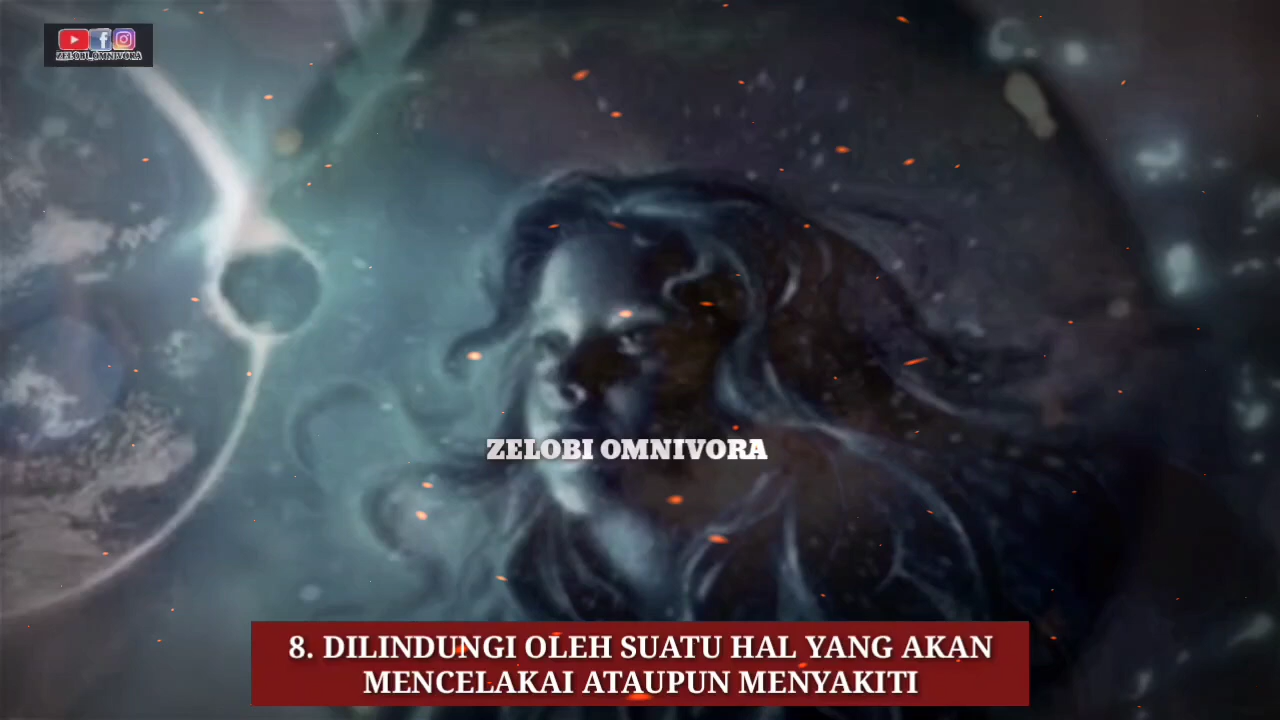 ZELOBI OMNIVORA
ZELOBI OMNIVORA
8. DILINDUNGI OLEH SUATU HAL YANG AKAN
MENCELAKAI ATAUPUN MENYAKITI